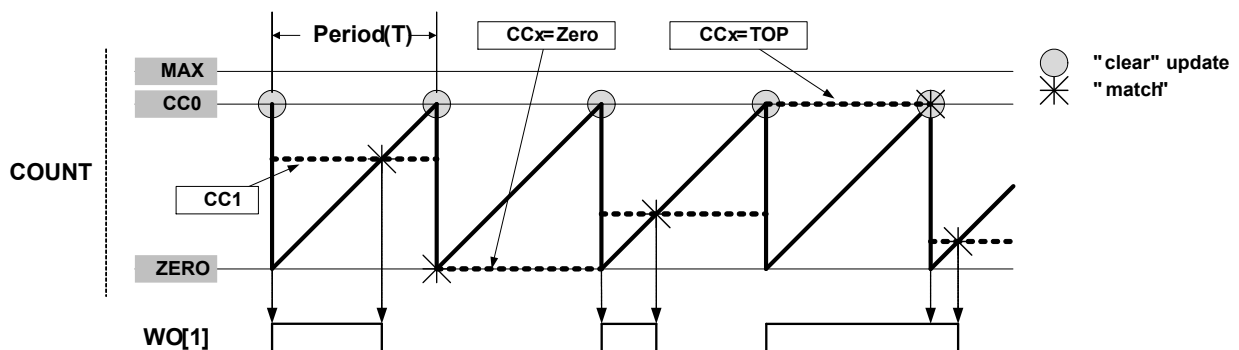 Period(T)
CCx=Zero
CCx=TOP
MAX
"clear" update
CC0
"match"
COUNT
CC1
ZERO
WO[1]